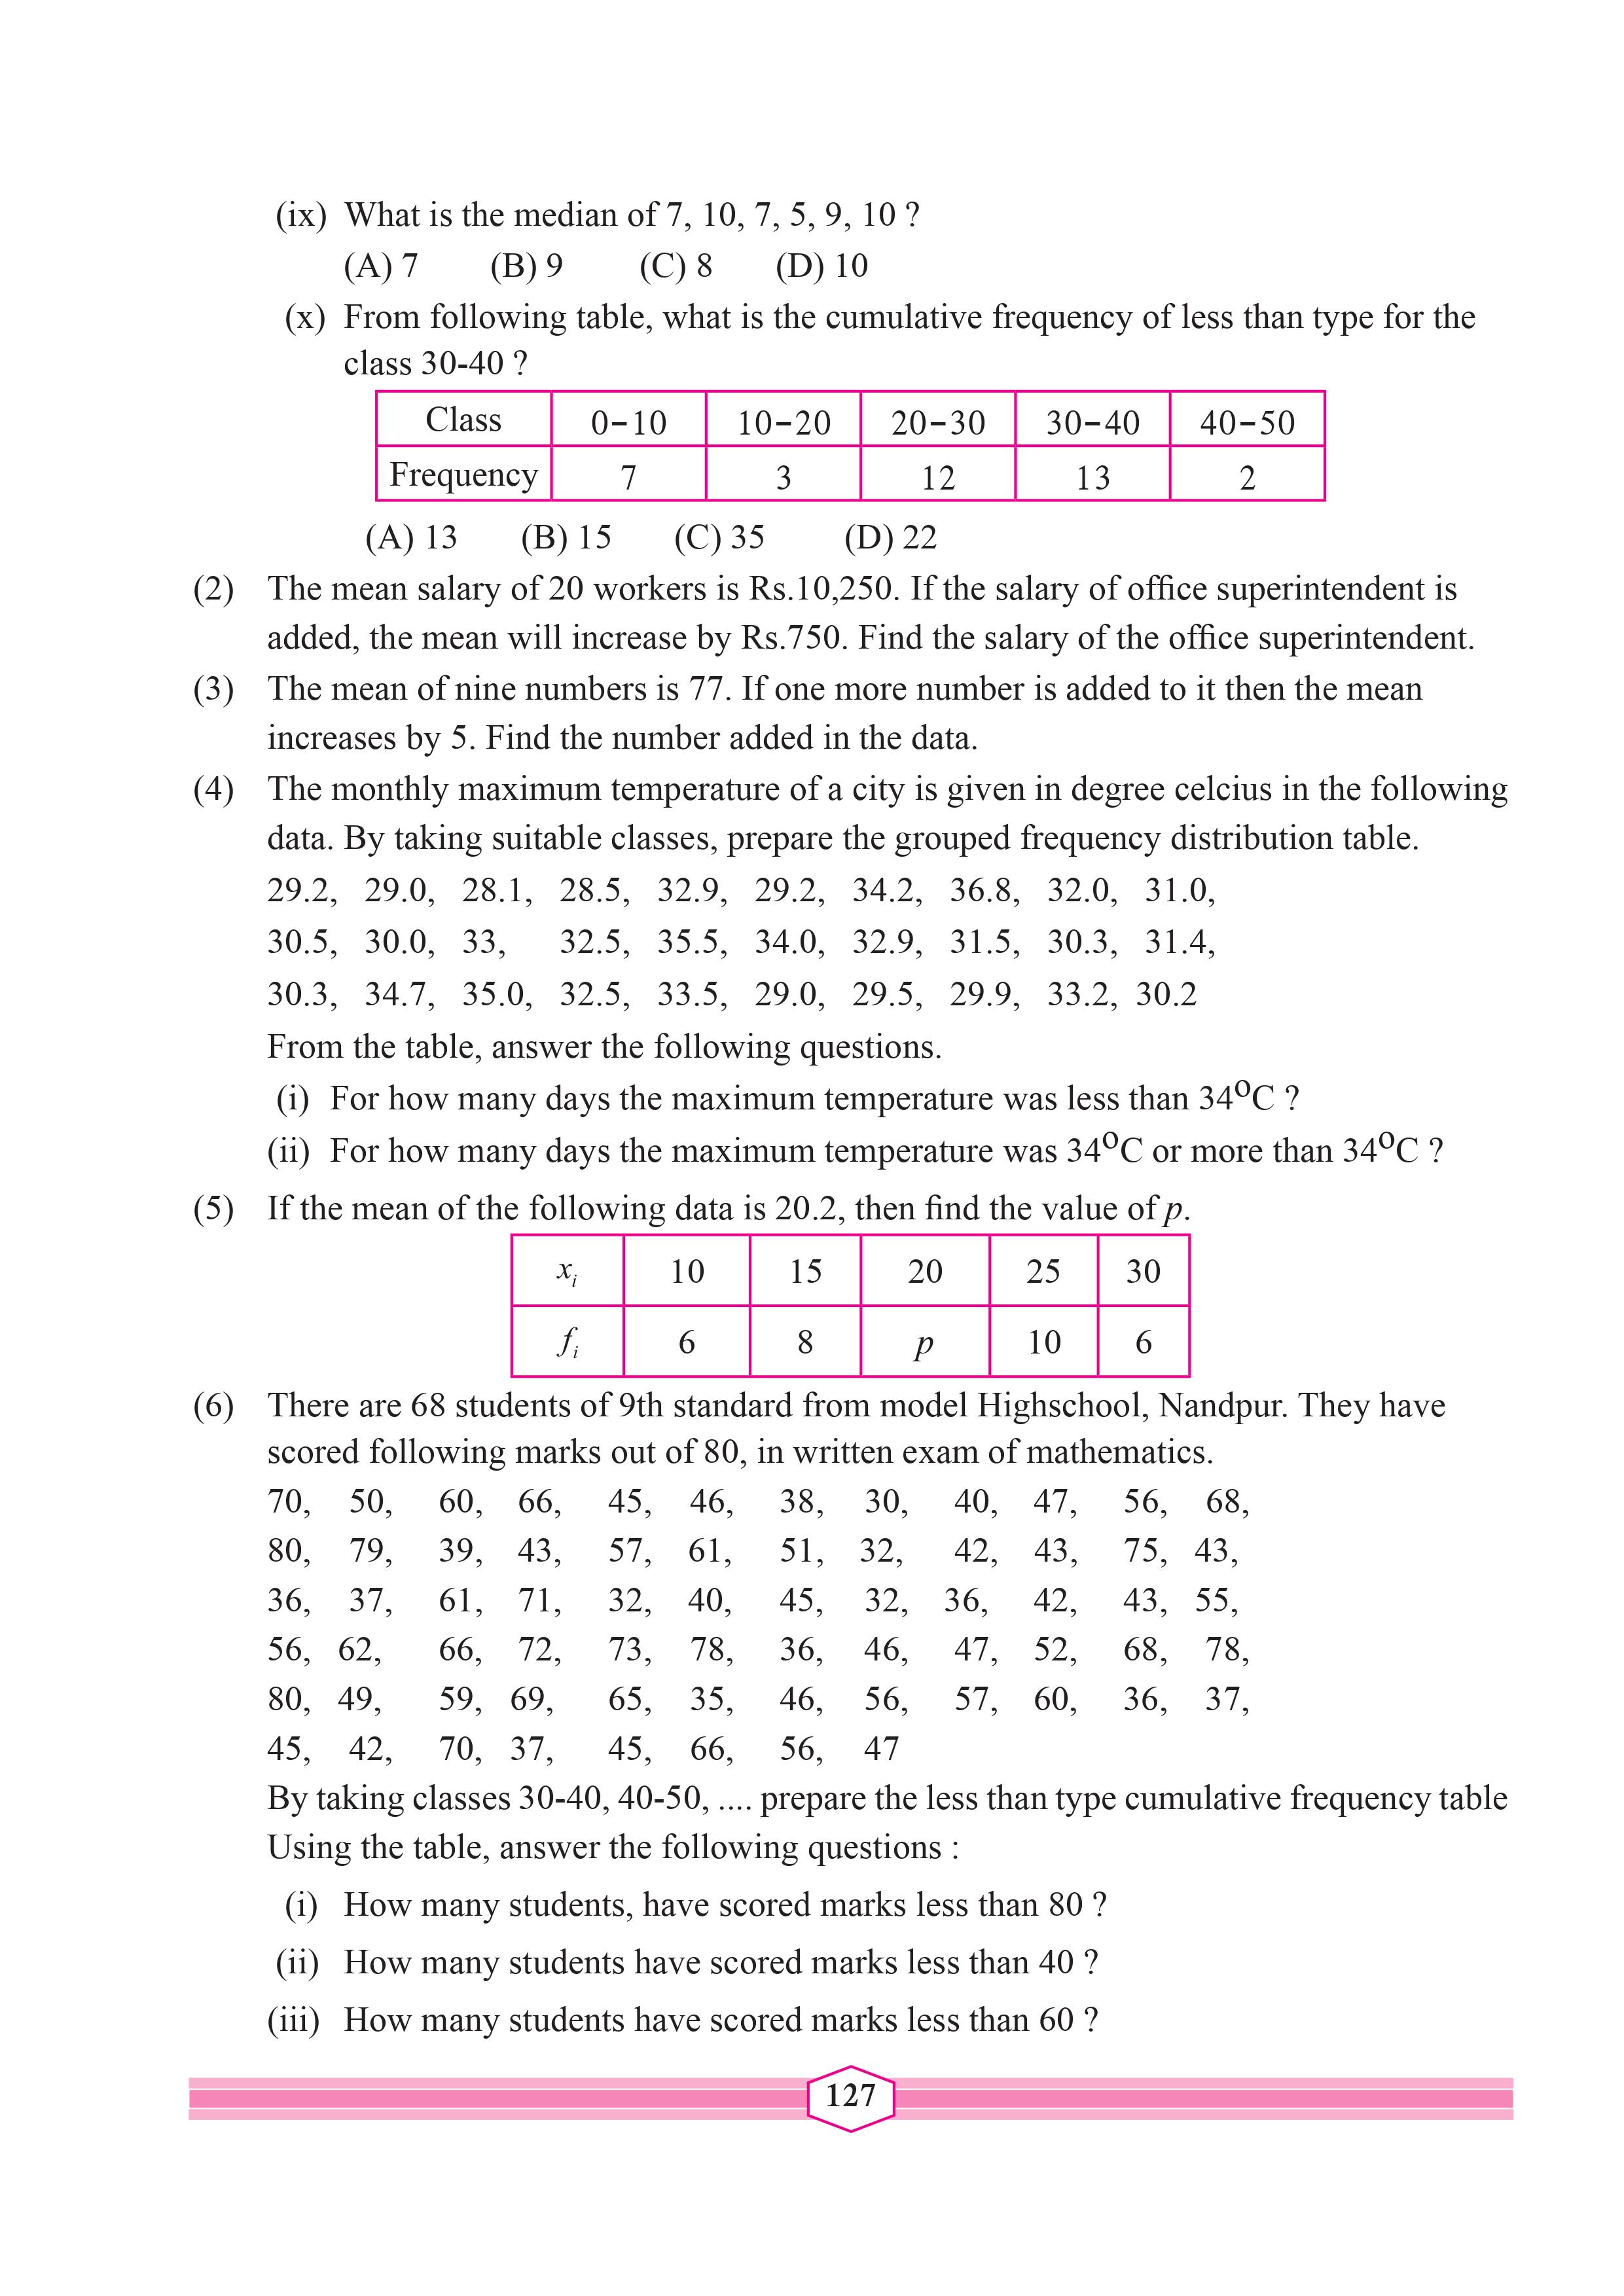 (ix) What is the median of 7, 10, 7, 5, 9, 10 ?
(A) 7 (B) 9 (C) 8 (D) 10
(x) From following table, what is the cumulative frequency of less than type for the
class 30-40 ?
Class 0-10 10-20 20-30 30-40 40-50
Frequency 7 3 12 13 2
(A) 13 (B) 15 (C) 35 (D) 22
(2) The mean salary of 20 workers is Rs.10,250. If the salary of office superintendent is
added, the mean will increase by Rs.750. Find the salary of the office superintendent.
(3) The mean of nine numbers is 77. If one more number is added to it then the mean
increases by 5. Find the number added in the data.
(4) The monthly maximum temperature of a city is given in degree celcius in the following
data. By taking suitable classes, prepare the grouped frequency distribution table.
29.2, 29.0, 28.1, 28.5, 32.9, 29.2, 34.2, 36.8, 32.0, 31.0,
30.5, 30.0, 33, 32.5, 35.5, 34.0, 32.9, 31.5, 30.3, 31.4,
30.3, 34.7, 35.0, 32.5, 33.5, 29.0, 29.5, 29.9, 33.2, 30.2
From the table, answer the following questions.
(i) For how many days the maximum temperature was less than 34°C ?
(ii) For how many days the maximum temperature was 34°C or more than 34°C ?
(5) If the mean of the following data is 20.2, then find the value of p.
xᵢ 10 15 20 25 30
fᵢ 6 8 p 10 6
(6) There are 68 students of 9th standard from model Highschool, Nandpur. They have
scored following marks out of 80, in written exam of mathematics.
70, 50, 60, 66, 45, 46, 38, 30, 40, 47, 56, 68,
80, 79, 39, 43, 57, 61, 51, 32, 42, 43, 75, 43,
36, 37, 61, 71, 32, 40, 45, 32, 36, 42, 43, 55,
56, 62, 66, 72, 73, 78, 36, 46, 47, 52, 68, 78,
80, 49, 59, 69, 65, 35, 46, 56, 57, 60, 36, 37,
45, 42, 70, 37, 45, 66, 56, 47
By taking classes 30-40, 40-50, .... prepare the less than type cumulative frequency table
Using the table, answer the following questions :
(i) How many students, have scored marks less than 80 ?
(ii) How many students have scored marks less than 40 ?
(iii) How many students have scored marks less than 60 ?
127